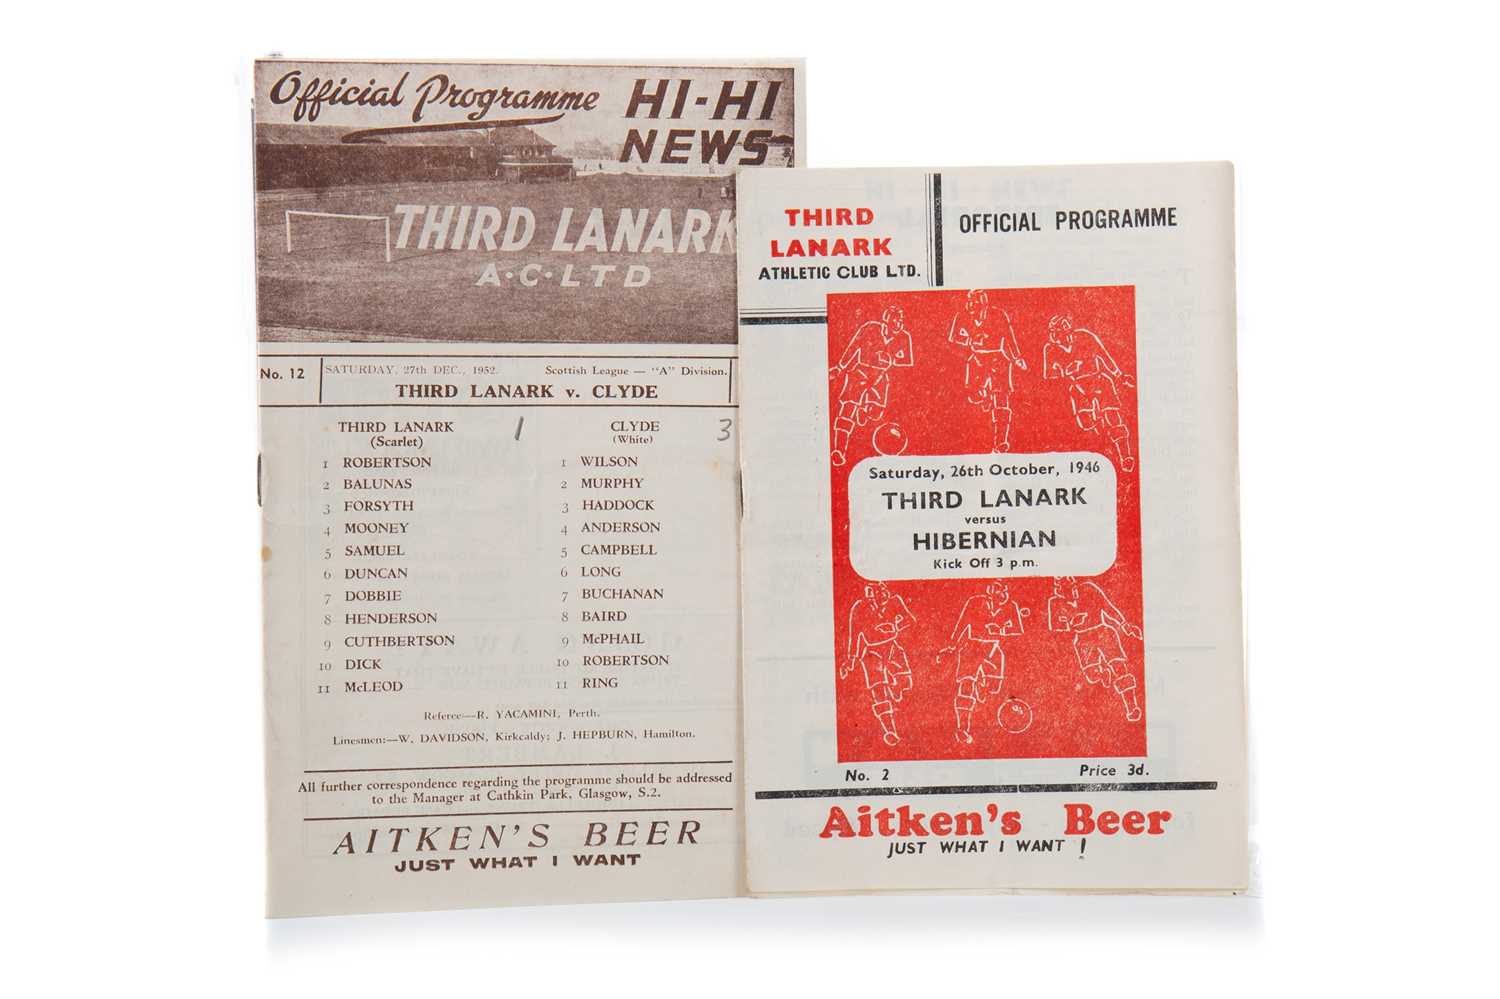 Official Programme HI-HI
NEWS
THIRD LANARK
A·C·LTD
No. 12
SATURDAY, 27th DEC., 1952. Scottish League — "A" Division.
THIRD LANARK v. CLYDE
THIRD LANARK 1
(Scarlet)
1 ROBERTSON
2 BALUNAS
3 FORSYTH
4 MOONEY
5 SAMUEL
6 DUNCAN
7 DOBBIE
8 HENDERSON
9 CUTHBERTSON
10 DICK
11 McLEOD
CLYDE 3
(White)
1 WILSON
2 MURPHY
3 HADDOCK
4 ANDERSON
5 CAMPBELL
6 LONG
7 BUCHANAN
8 BAIRD
9 McPHAIL
10 ROBERTSON
11 RING
Referee—R. YACAMINI, Perth.
Linesmen:—W. DAVIDSON, Kirkcaldy; J. HEPBURN, Hamilton.
All further correspondence regarding the programme should be addressed
to the Manager at Cathkin Park, Glasgow, S.2.
AITKEN'S BEER
JUST WHAT I WANT
THIRD
LANARK
ATHLETIC CLUB LTD.
OFFICIAL PROGRAMME
Saturday, 26th October, 1946
THIRD LANARK
versus
HIBERNIAN
Kick Off 3 p.m.
No. 2 Price 3d.
Aitken's Beer
JUST WHAT I WANT !